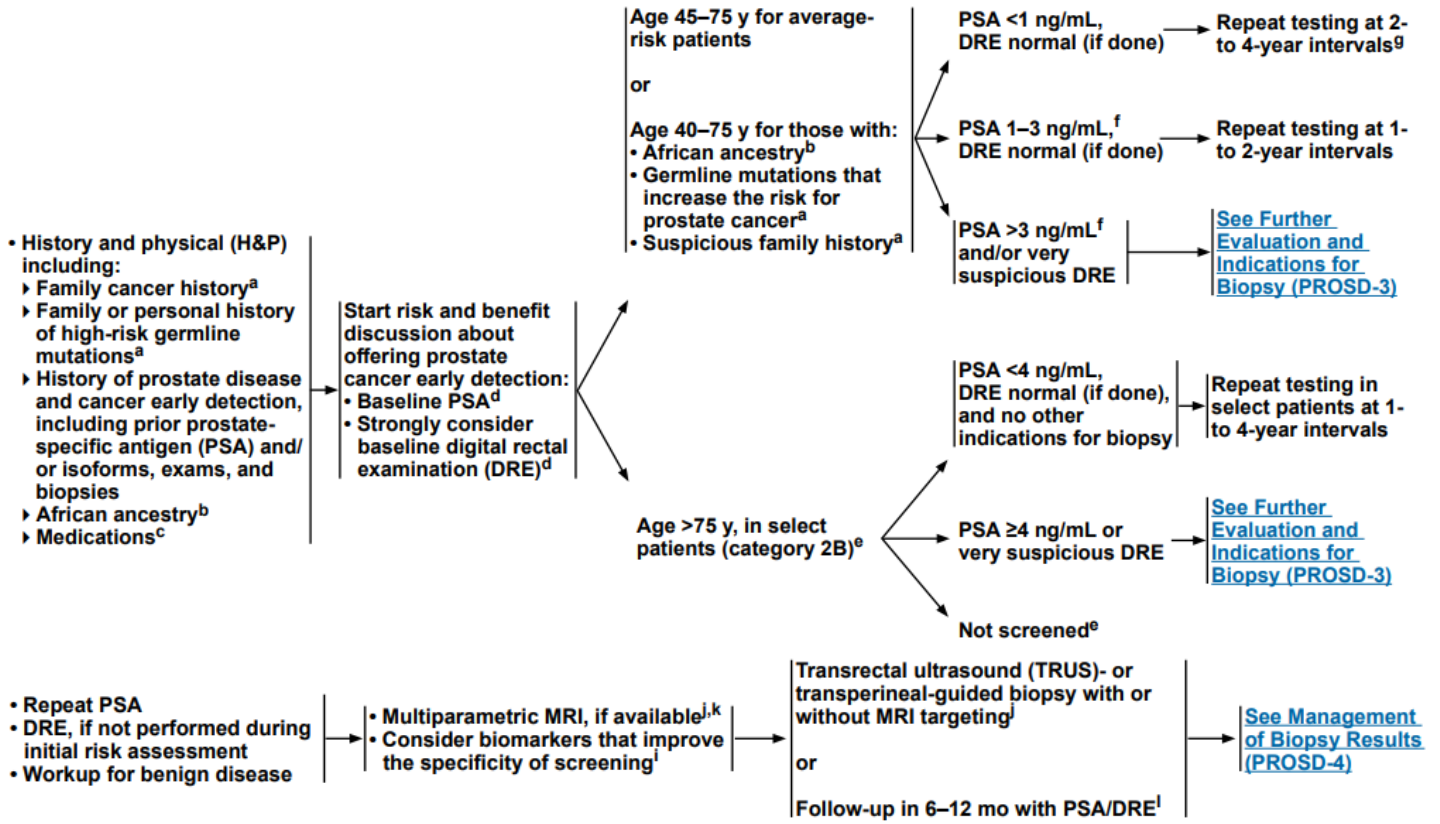 • History and physical (H&P)
including:
▸ Family cancer historyᵃ
▸ Family or personal history
of high-risk germline
mutationsᵃ
▸ History of prostate disease
and cancer early detection,
including prior prostate-
specific antigen (PSA) and/
or isoforms, exams, and
biopsies
▸ African ancestryᵇ
▸ Medicationsᶜ
Start risk and benefit
discussion about
offering prostate
cancer early detection:
• Baseline PSAᵈ
• Strongly consider
baseline digital rectal
examination (DRE)ᵈ
Age 45–75 y for average-
risk patients
or
Age 40–75 y for those with:
• African ancestryᵇ
• Germline mutations that
increase the risk for
prostate cancerᵃ
• Suspicious family historyᵃ
PSA <1 ng/mL,
DRE normal (if done)
Repeat testing at 2-
to 4-year intervalsᵍ
PSA 1–3 ng/mL,ᶠ
DRE normal (if done)
Repeat testing at 1-
to 2-year intervals
PSA >3 ng/mLᶠ
and/or very
suspicious DRE
See Further
Evaluation and
Indications for
Biopsy (PROSD-3)
Age >75 y, in select
patients (category 2B)ᵉ
PSA <4 ng/mL,
DRE normal (if done),
and no other
indications for biopsy
Repeat testing in
select patients at 1-
to 4-year intervals
PSA ≥4 ng/mL or
very suspicious DRE
See Further
Evaluation and
Indications for
Biopsy (PROSD-3)
Not screenedᵉ
• Repeat PSA
• DRE, if not performed during
initial risk assessment
• Workup for benign disease
• Multiparametric MRI, if availableʲ,ᵏ
• Consider biomarkers that improve
the specificity of screeningⁱ
Transrectal ultrasound (TRUS)- or
transperineal-guided biopsy with or
without MRI targetingʲ
or
Follow-up in 6–12 mo with PSA/DREˡ
See Management
of Biopsy Results
(PROSD-4)